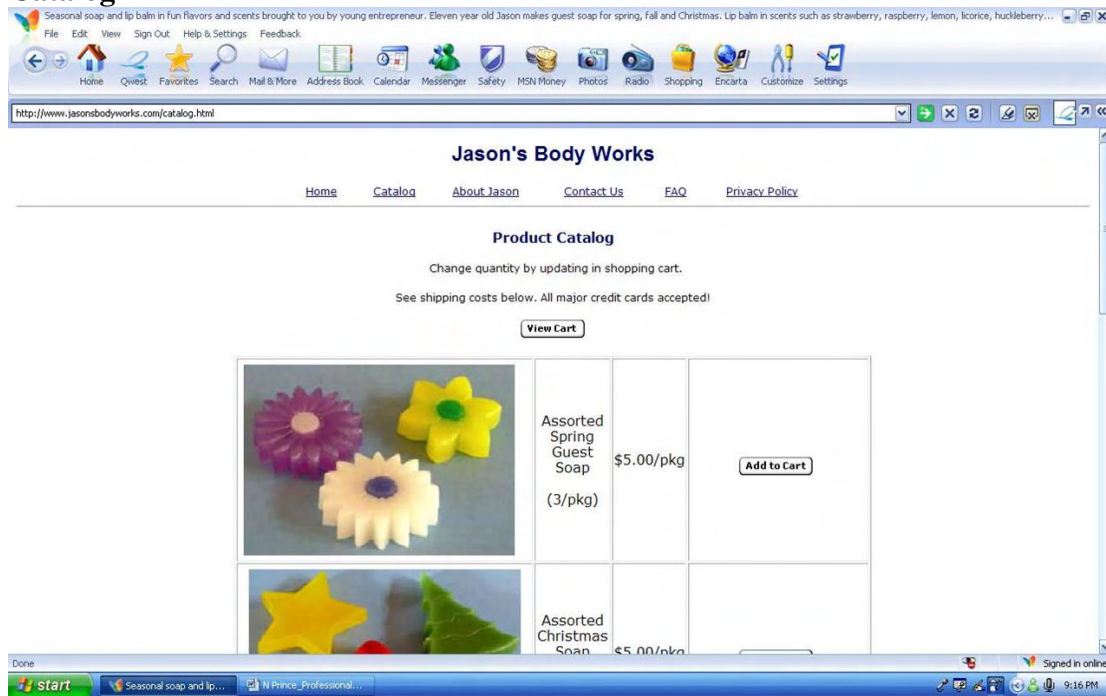 Seasonal soap and lip balm in fun flavors and scents brought to you by young entrepreneur. Eleven year old Jason makes guest soap for spring, fall and Christmas. Lip balm in scents such as strawberry, raspberry, lemon, licorice, huckleberry...
File Edit View Sign Out Help & Settings Feedback
Home Qwest Favorites Search Mail & More Address Book Calendar Messenger Safety MSN Money Photos Radio Shopping Encarta Customize Settings
http://www.jasonsbodyworks.com/catalog.html
Jason's Body Works
Home Catalog About Jason Contact Us FAQ Privacy Policy
Product Catalog
Change quantity by updating in shopping cart.
See shipping costs below. All major credit cards accepted!
View Cart
Assorted
Spring
Guest
Soap
(3/pkg)
$5.00/pkg
Add to Cart
Assorted
Christmas
Soap
$5.00/pkg
Done
Signed in online
start
Seasonal soap and lip...
N Prince_Professional...
9:16 PM